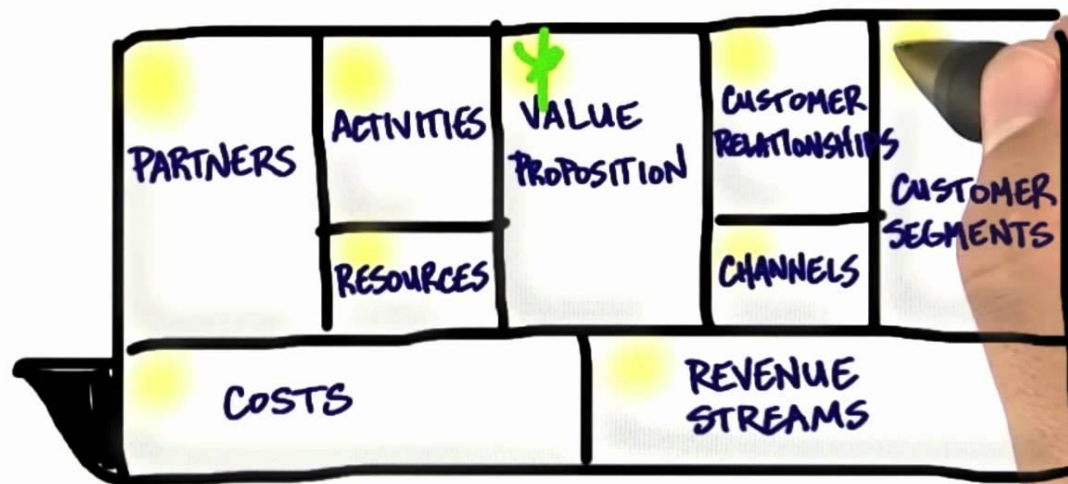 PARTNERS
ACTIVITIES
RESOURCES
VALUE
PROPOSITION
CUSTOMER
RELATIONSHIPS
CHANNELS
CUSTOMER
SEGMENTS
COSTS
REVENUE
STREAMS